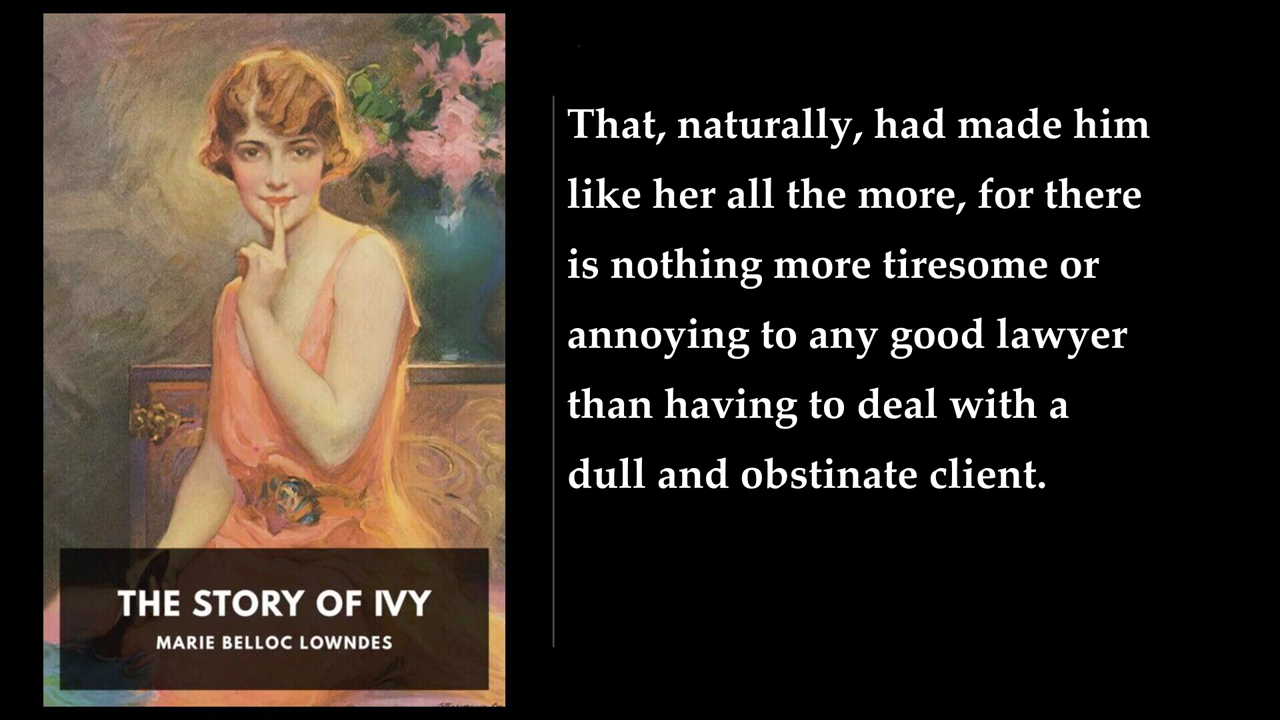 THE STORY OF IVY
MARIE BELLOC LOWNDES
That, naturally, had made him
like her all the more, for there
is nothing more tiresome or
annoying to any good lawyer
than having to deal with a
dull and obstinate client.